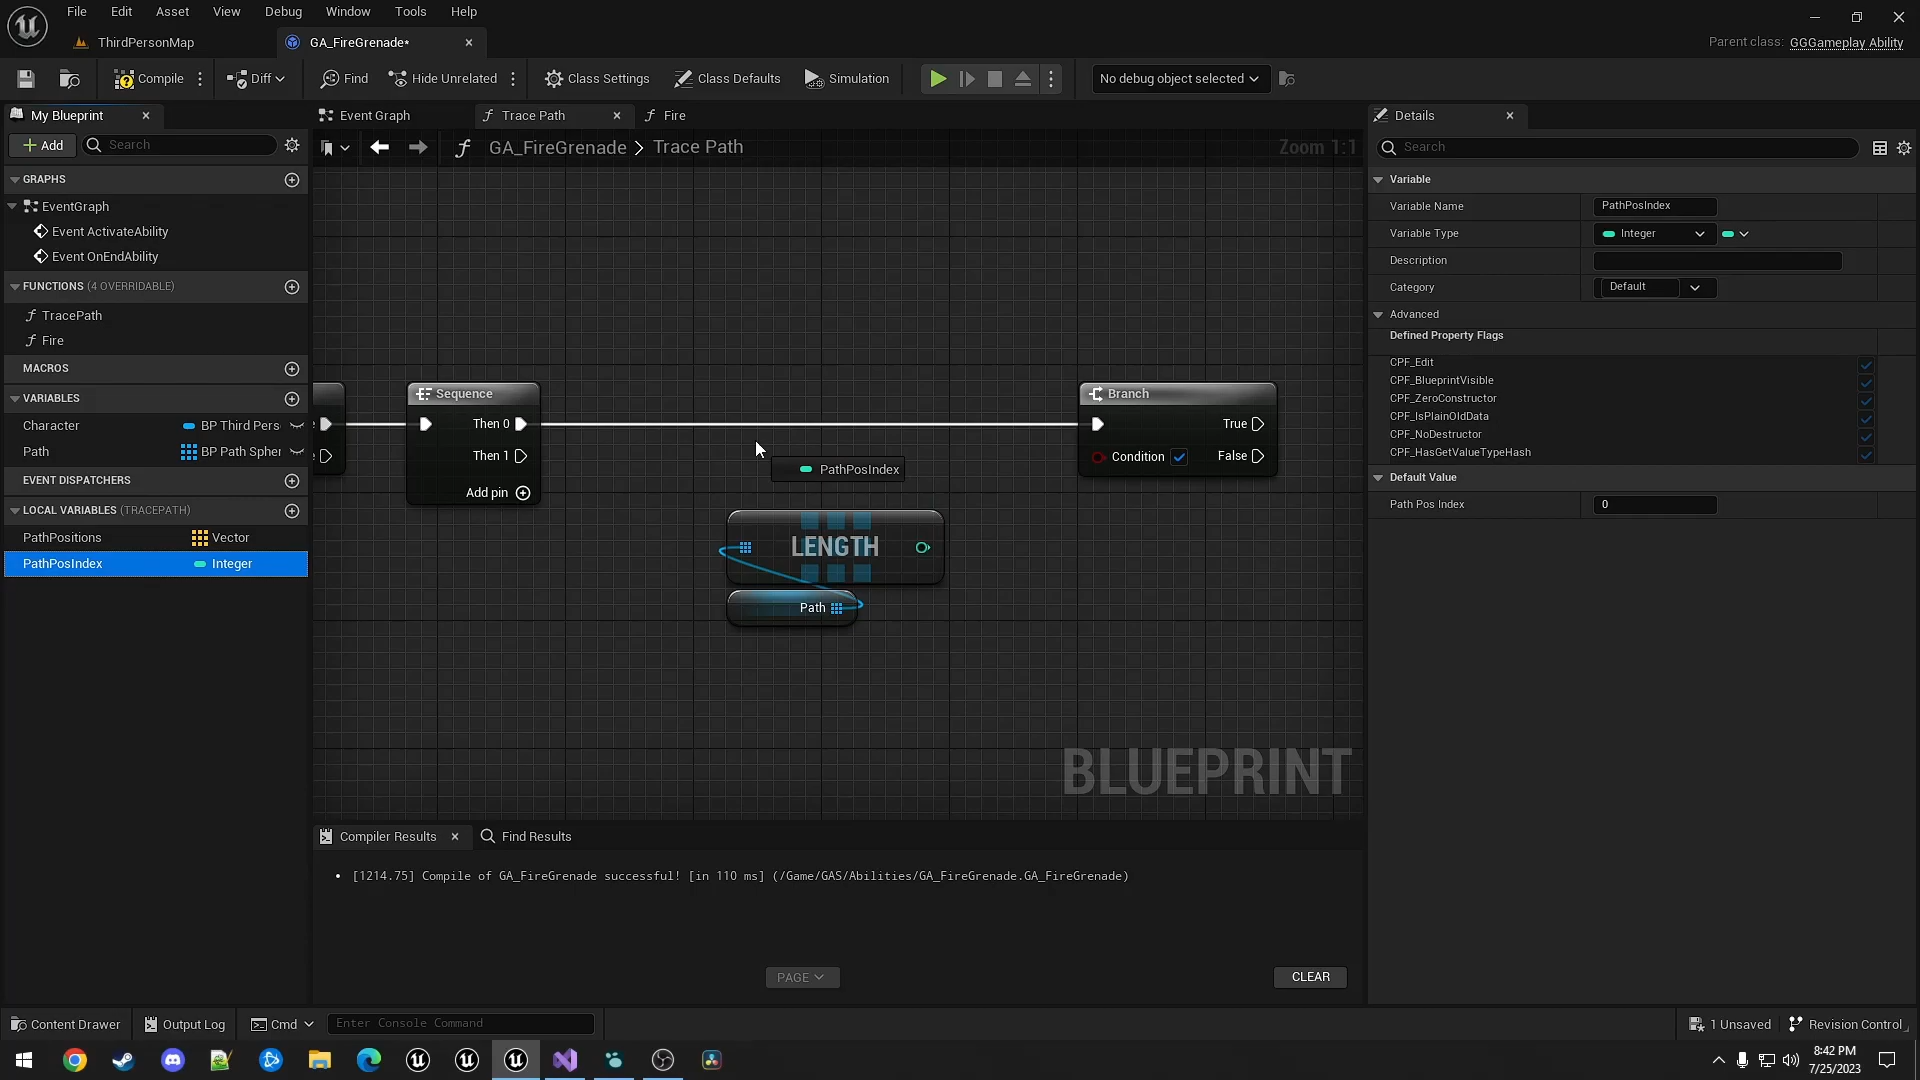 File Edit Asset View Debug Window Tools Help
ThirdPersonMap
GA_FireGrenade*
Parent class: GGGameplay Ability
Compile
Diff
Find
Hide Unrelated
Class Settings
Class Defaults
Simulation
No debug object selected
My Blueprint
Event Graph
Trace Path
Fire
Details
Add
Search
GA_FireGrenade > Trace Path
Zoom 1:1
Search
GRAPHS
EventGraph
Event ActivateAbility
Event OnEndAbility
FUNCTIONS (4 OVERRIDABLE)
TracePath
Fire
MACROS
VARIABLES
Character BP Third Pers
Path BP Path Spher
EVENT DISPATCHERS
LOCAL VARIABLES (TRACEPATH)
PathPositions Vector
PathPosIndex Integer
Sequence
Then 0
Then 1
Add pin
PathPosIndex
LENGTH
Path
Branch
True
Condition
False
BLUEPRINT
Variable
Variable Name PathPosIndex
Variable Type Integer
Description
Category Default
Advanced
Defined Property Flags
CPF_Edit
CPF_BlueprintVisible
CPF_ZeroConstructor
CPF_IsPlainOldData
CPF_NoDestructor
CPF_HasGetValueTypeHash
Default Value
Path Pos Index 0
Compiler Results
Find Results
[1214.75] Compile of GA_FireGrenade successful! [in 110 ms] (/Game/GAS/Abilities/GA_FireGrenade.GA_FireGrenade)
PAGE
CLEAR
Content Drawer
Output Log
Cmd
Enter Console Command
1 Unsaved
Revision Control
8:42 PM
7/25/2023